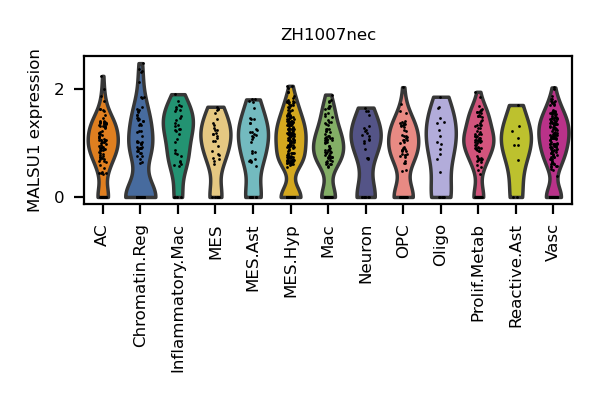 ZH1007nec
MALSU1 expression
2
0
AC
Chromatin.Reg
Inflammatory.Mac
MES
MES.Ast
MES.Hyp
Mac
Neuron
OPC
Oligo
Prolif.Metab
Reactive.Ast
Vasc